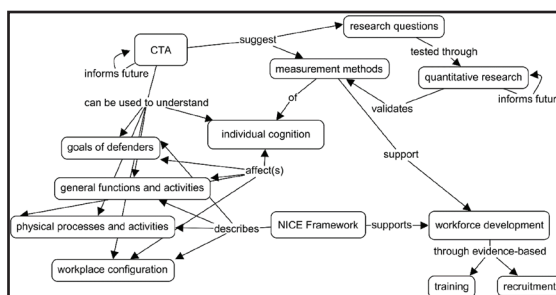 research questions
CTA
suggest
tested through
measurement methods
quantitative research
informs future
informs futur
of
validates
can be used to understand
individual cognition
goals of defenders
support
affect(s)
general functions and activities
physical processes and activities
describes
NICE Framework
supports
workforce development
through evidence-based
workplace configuration
training
recruitment